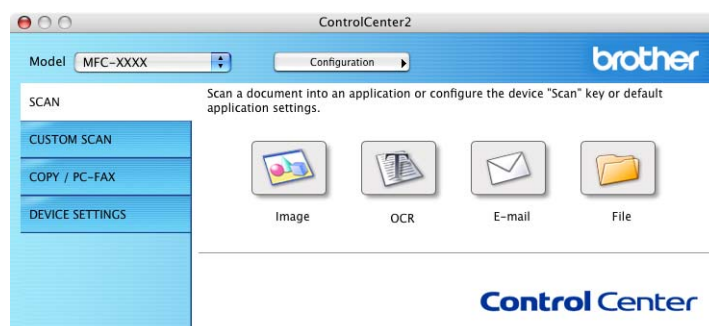 ControlCenter2
Model MFC-XXXX Configuration brother
SCAN
Scan a document into an application or configure the device "Scan" key or default
application settings.
CUSTOM SCAN
COPY / PC-FAX
DEVICE SETTINGS
Image OCR E-mail File
Control Center